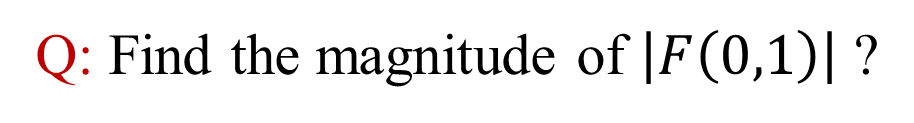 Q: Find the magnitude of |F(0,1)| ?